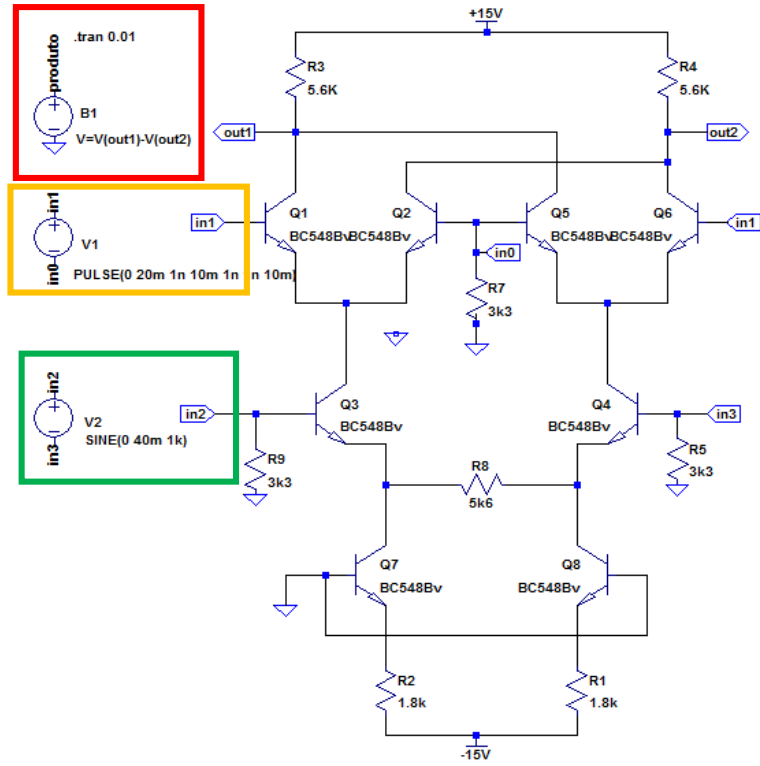 .tran 0.01
produto
B1
V=V(out1)-V(out2)
in1
V1
in0
PULSE(0 20m 1n 10m 1n
n 10m)
in2
V2
in3
SINE(0 40m 1k)
+15V
R3
5.6K
R4
5.6K
out1
out2
in1
Q1
BC548Bv
Q2
BC548Bv
Q5
BC548Bv
Q6
BC548Bv
in1
in0
R7
3k3
in2
Q3
BC548Bv
Q4
BC548Bv
in3
R9
3k3
R8
5k6
R5
3k3
Q7
BC548Bv
Q8
BC548Bv
R2
1.8k
R1
1.8k
-15V